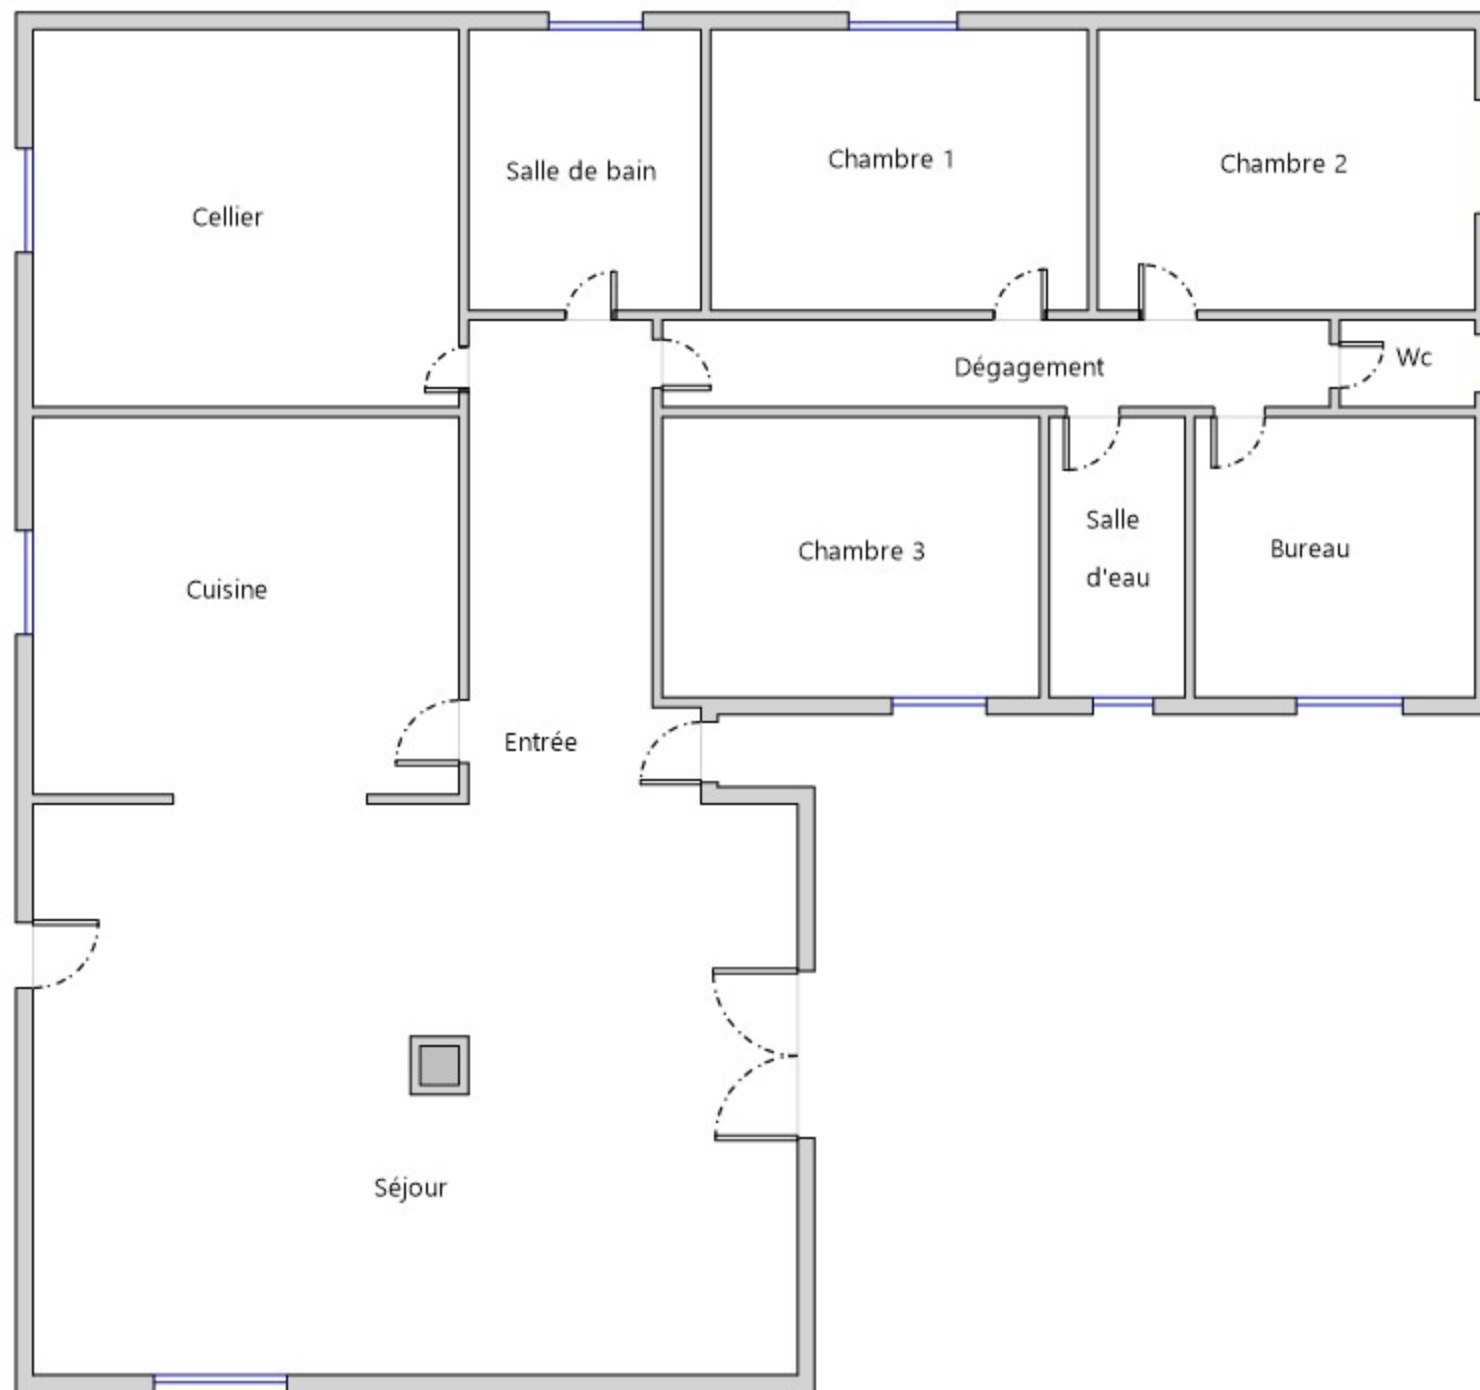 Cellier
Salle de bain
Chambre 1
Chambre 2
Dégagement
Wc
Cuisine
Entrée
Chambre 3
Salle
d'eau
Bureau
Séjour